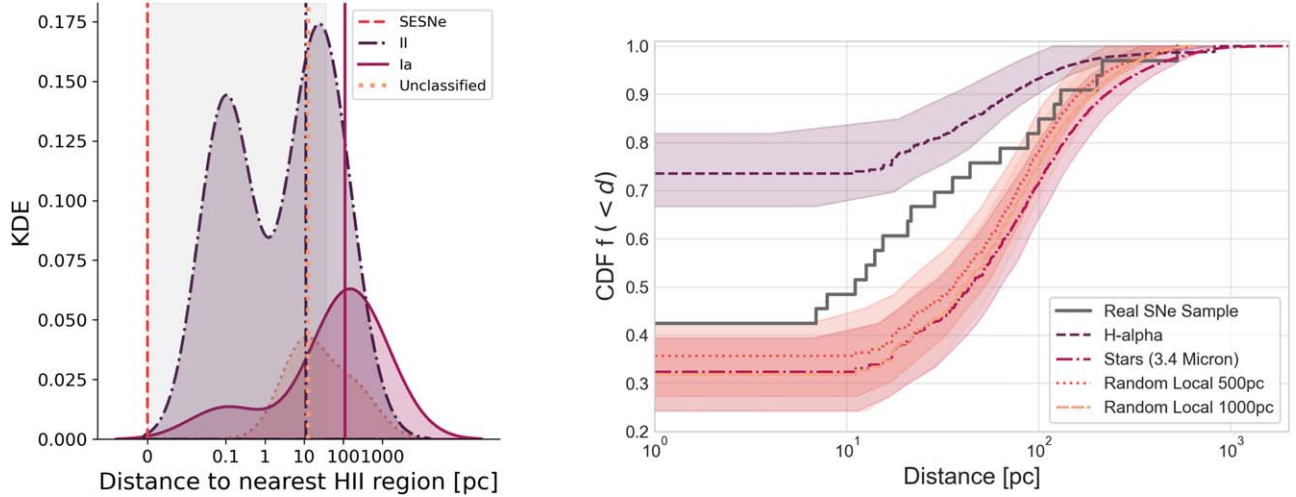 KDE
0.175
0.150
0.125
0.100
0.075
0.050
0.025
0.000
0
0.1
1
10
100
1000
Distance to nearest HII region [pc]
SESNe
II
Ia
Unclassified
CDF f ( < d)
1.0
0.9
0.8
0.7
0.6
0.5
0.4
0.3
0.2
10^0
10^1
10^2
10^3
Distance [pc]
Real SNe Sample
H-alpha
Stars (3.4 Micron)
Random Local 500pc
Random Local 1000pc